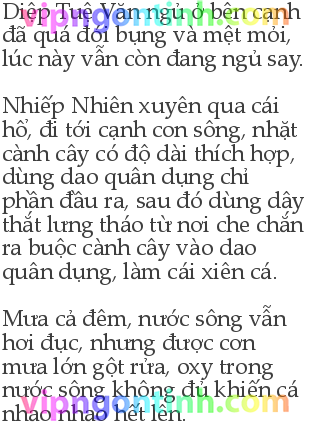 Diệp Tuệ Văn ngủ ở bên cạnh
đã quá đói bụng và mệt mỏi,
lúc này vẫn còn đang ngủ say.
Nhiếp Nhiên xuyên qua cái
hố, đi tới cạnh con sông, nhặt
cành cây có độ dài thích hợp,
dùng dao quân dụng chỉ
phần đầu ra, sau đó dùng dây
thắt lưng tháo từ nơi che chắn
ra buộc cành cây vào dao
quân dụng, làm cái xiên cá.
Mưa cả đêm, nước sông vẫn
hơi đục, nhưng được cơn
mưa lớn gột rửa, oxy trong
nước sông không đủ khiến cá
nhao nhao hết lên.
vipngontinh.com
vipngontinh.com